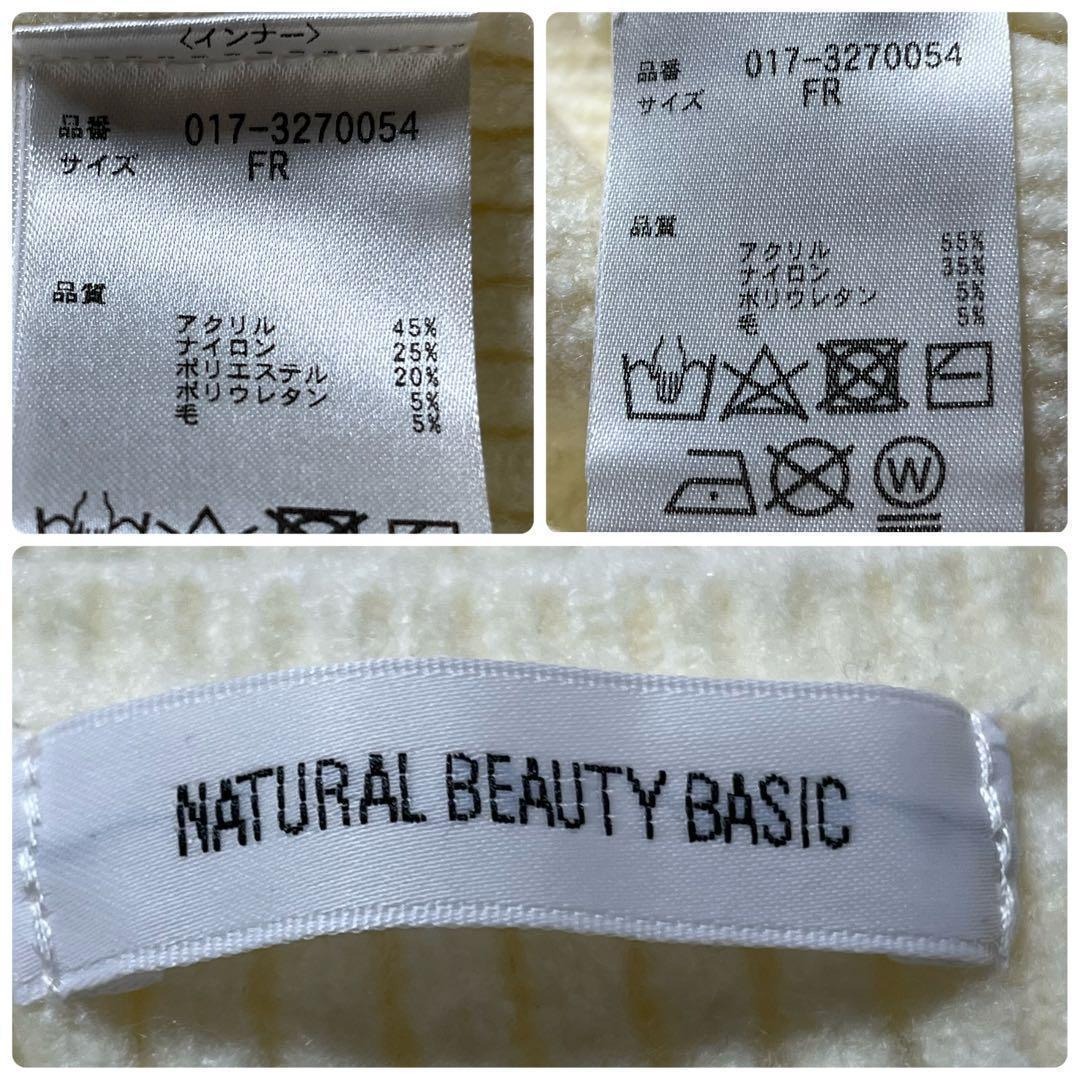 〈インナー〉
品番 017-3270054
サイズ FR
品質
アクリル 45%
ナイロン 25%
ポリエステル 20%
ポリウレタン 5%
毛 5%
品番 017-3270054
サイズ FR
品質
アクリル 55%
ナイロン 35%
ポリウレタン 5%
毛 5%
W
NATURAL BEAUTY BASIC